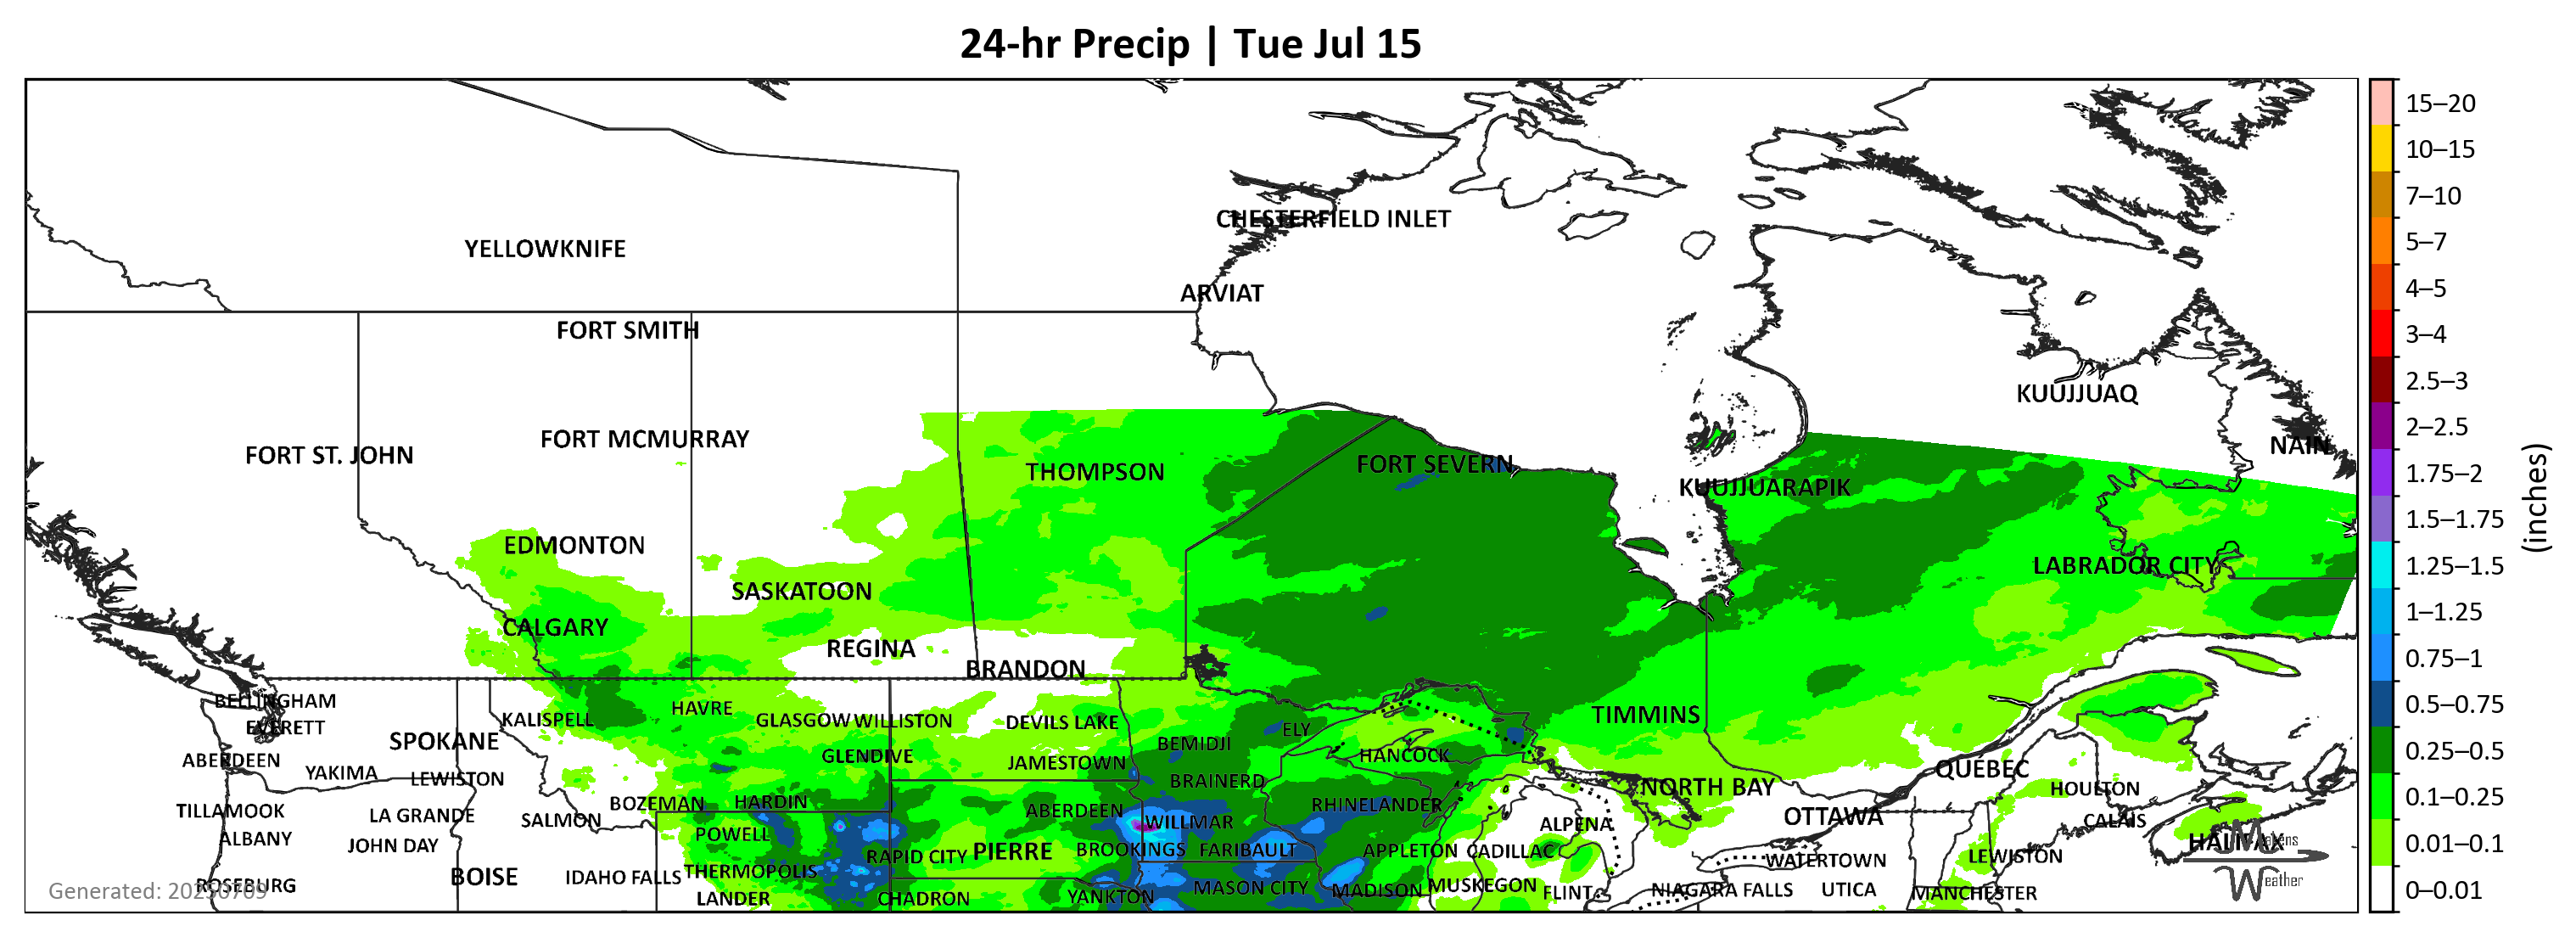 24-hr Precip | Tue Jul 15
CHESTERFIELD INLET
YELLOWKNIFE
ARVIAT
FORT SMITH
KUUJJUAQ
FORT MCMURRAY
NAIN
FORT ST. JOHN
THOMPSON
FORT SEVERN
KUUJJUARAPIK
EDMONTON
LABRADOR CITY
SASKATOON
CALGARY
REGINA
BRANDON
BELLINGHAM
KALISPELL
HAVRE
GLASGOW
WILLISTON
DEVILS LAKE
TIMMINS
EVERETT
ELY
SPOKANE
BEMIDJI
ABERDEEN
GLENDIVE
JAMESTOWN
HANCOCK
QUÉBEC
YAKIMA
LEWISTON
BRAINERD
NORTH BAY
HOULTON
TILLAMOOK
LA GRANDE
SALMON
BOZEMAN
HARDIN
ABERDEEN
WILLMAR
RHINELANDER
ALPENA
OTTAWA
CALAIS
ALBANY
JOHN DAY
POWELL
RAPID CITY
PIERRE
BROOKINGS
FARIBAULT
APPLETON
CADILLAC
WATERTOWN
LEWISTON
HALIFAX
ROSEBURG
BOISE
IDAHO FALLS
THERMOPOLIS
LANDER
CHADRON
YANKTON
MASON CITY
MADISON
MUSKEGON
FLINT
NIAGARA FALLS
UTICA
MANCHESTER
Generated: 20250709
Weather
15–20
10–15
7–10
5–7
4–5
3–4
2.5–3
2–2.5
1.75–2
1.5–1.75
1.25–1.5
1–1.25
0.75–1
0.5–0.75
0.25–0.5
0.1–0.25
0.01–0.1
0–0.01
(inches)